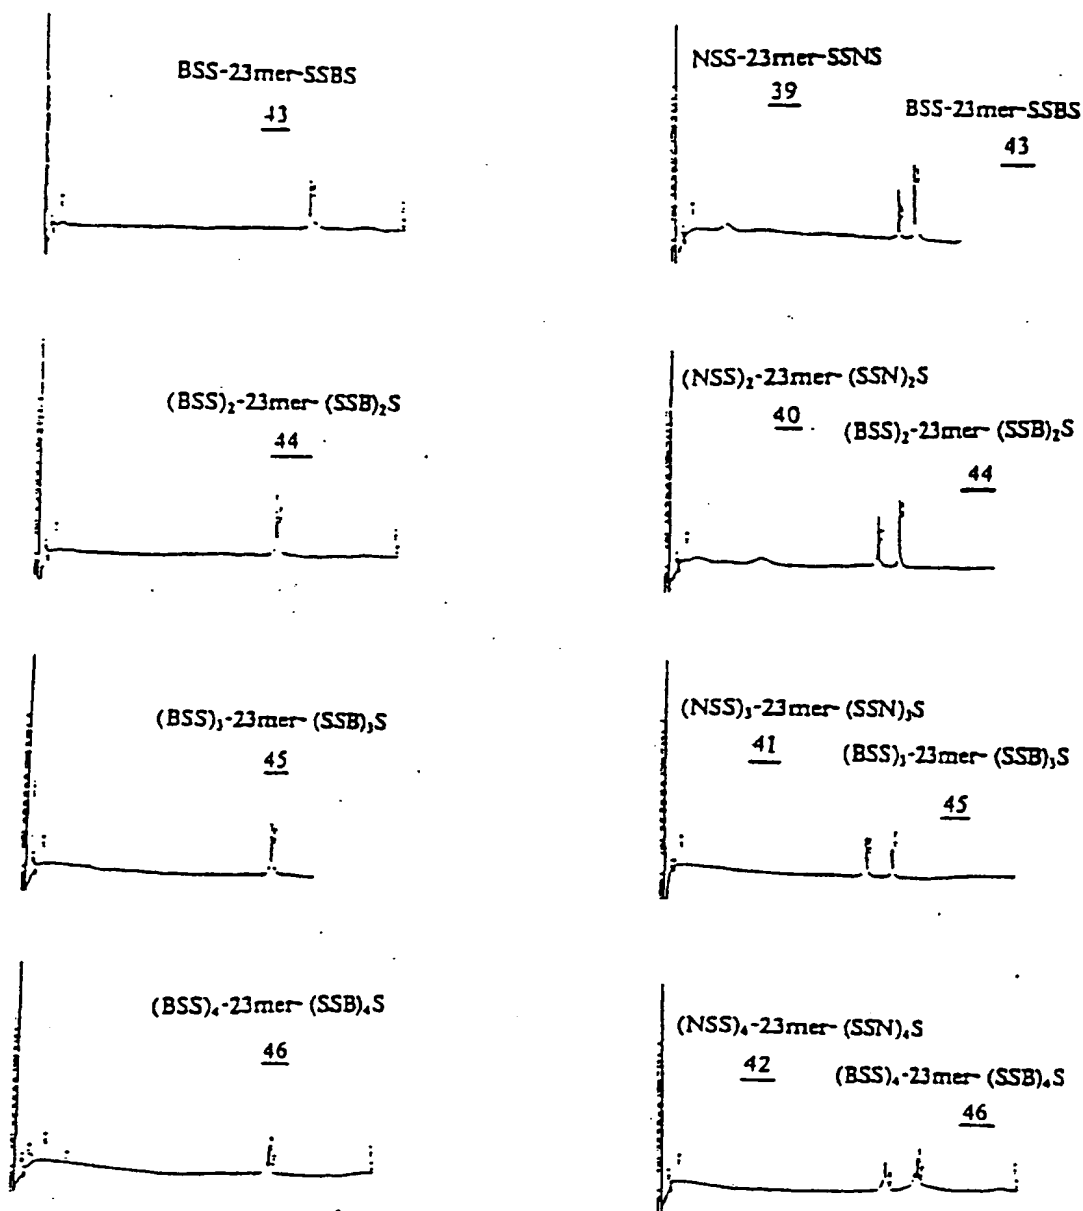 BSS-23mer-SSBS
43
NSS-23mer-SSNS
39
BSS-23mer-SSBS
43
(BSS)₂-23mer-(SSB)₂S
44
(NSS)₂-23mer-(SSN)₂S
40
(BSS)₂-23mer-(SSB)₂S
44
(BSS)₃-23mer-(SSB)₃S
45
(NSS)₃-23mer-(SSN)₃S
41
(BSS)₃-23mer-(SSB)₃S
45
(BSS)₄-23mer-(SSB)₄S
46
(NSS)₄-23mer-(SSN)₄S
42
(BSS)₄-23mer-(SSB)₄S
46